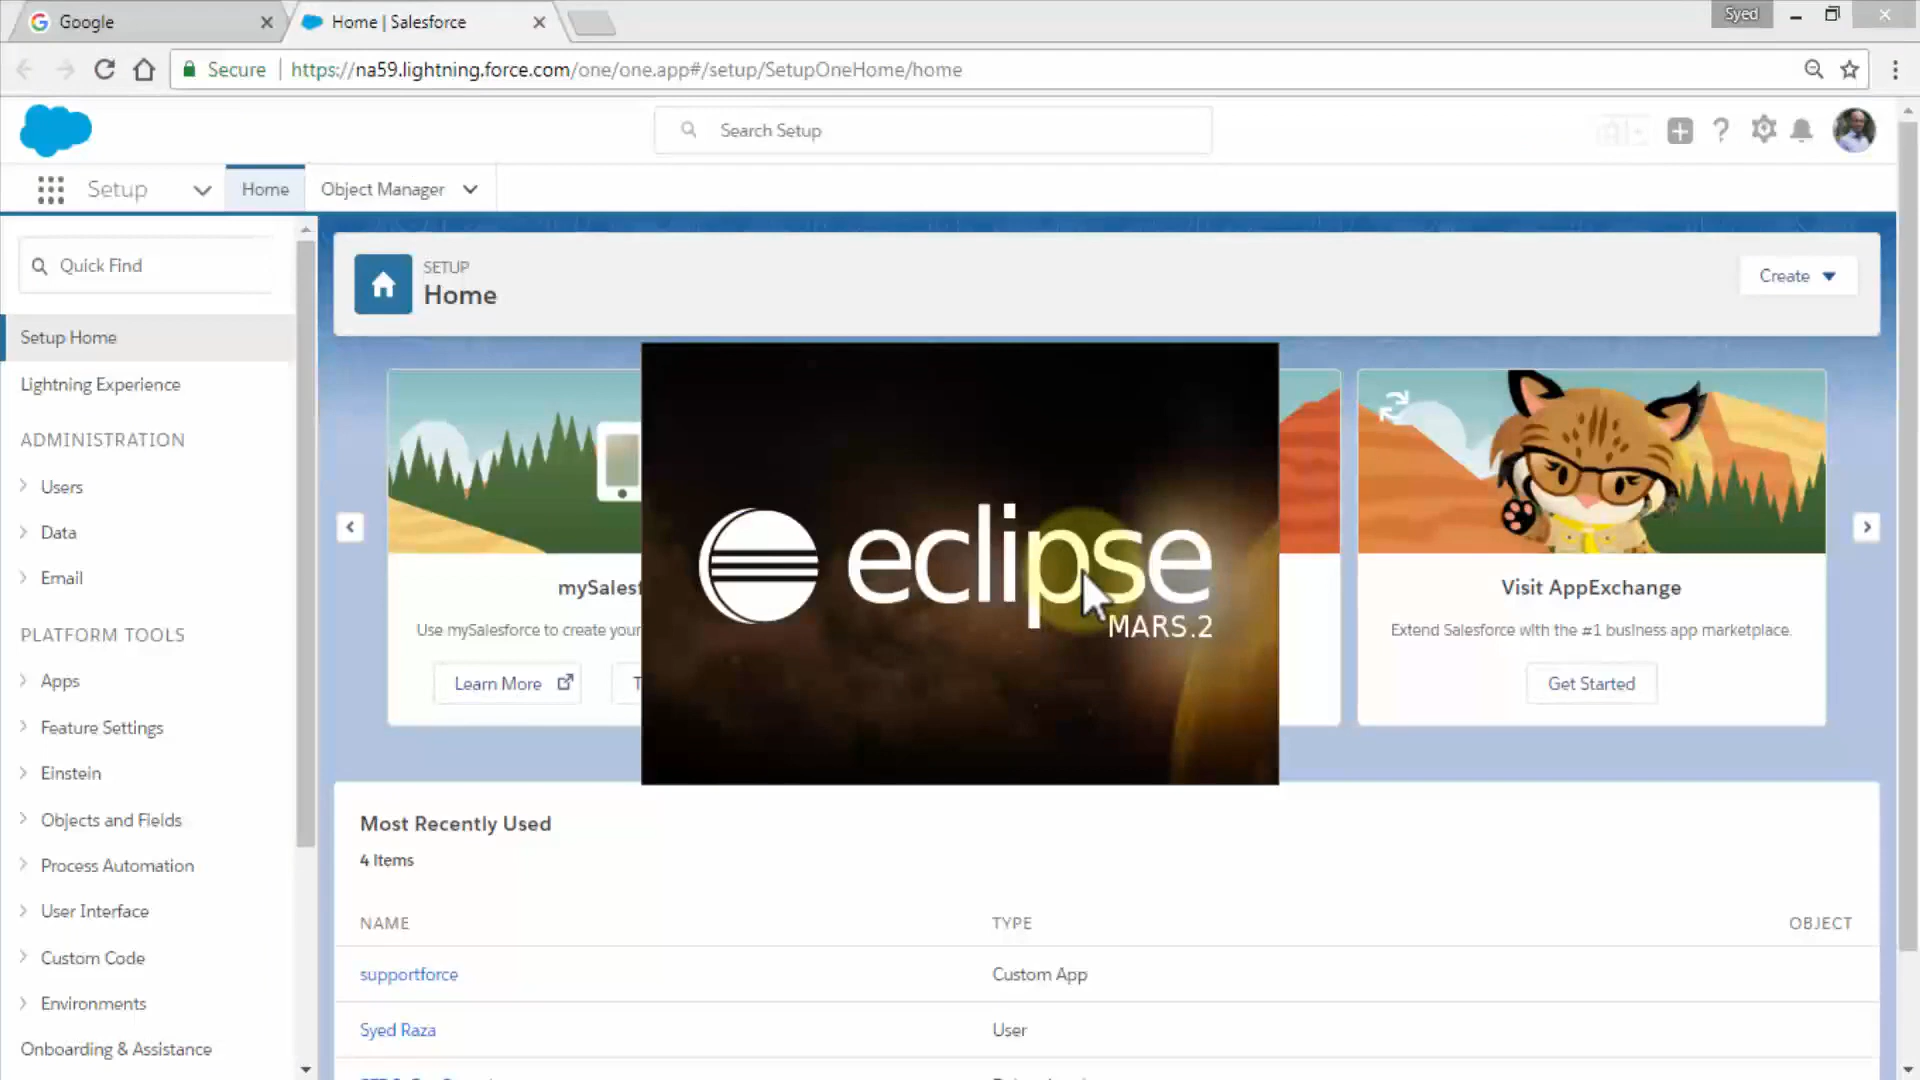 Google
Home | Salesforce
Syed
Secure
https://na59.lightning.force.com/one/one.app#/setup/SetupOneHome/home
Search Setup
Setup
Home
Object Manager
Quick Find
SETUP
Home
Create
Setup Home
Lightning Experience
ADMINISTRATION
Users
Data
Email
PLATFORM TOOLS
Apps
Feature Settings
Einstein
Objects and Fields
Process Automation
User Interface
Custom Code
Environments
Onboarding & Assistance
mySalesf
Use mySalesforce to create your
Learn More
T
eclipse
MARS.2
Visit AppExchange
Extend Salesforce with the #1 business app marketplace.
Get Started
Most Recently Used
4 Items
NAME TYPE OBJECT
supportforce Custom App
Syed Raza User